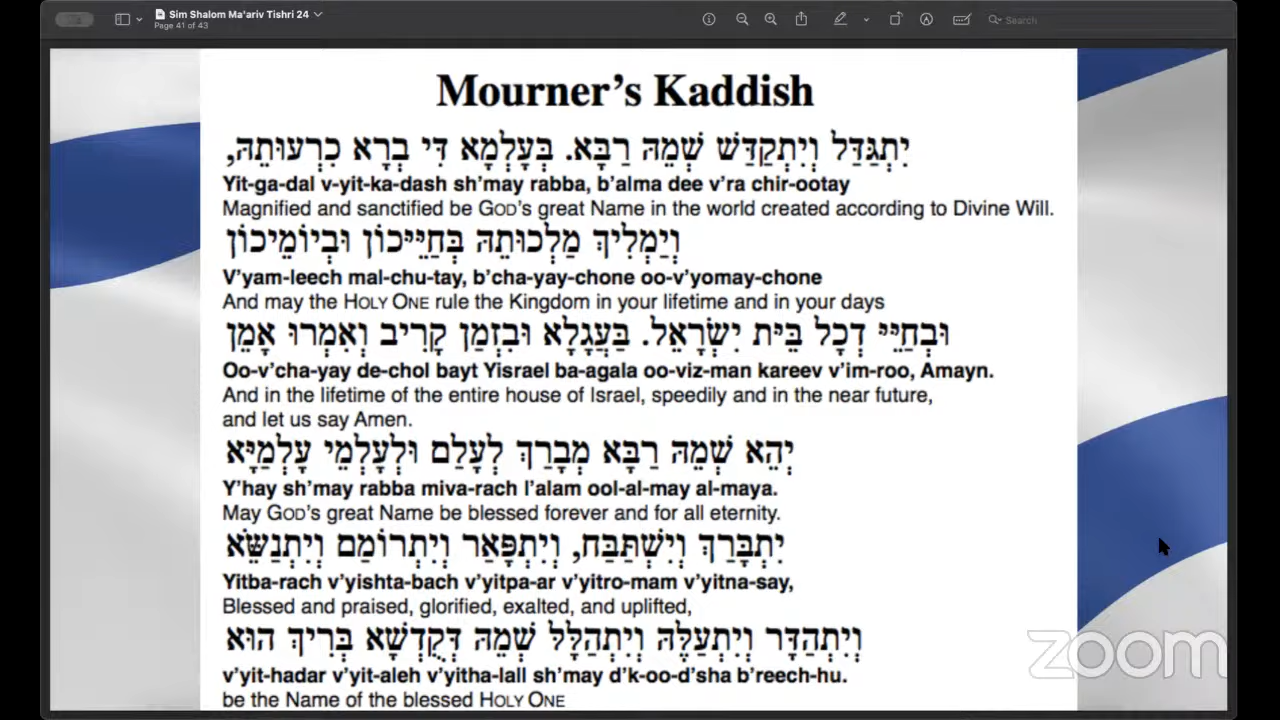 Sim Shalom Ma'ariv Tishri 24
Page 41 of 43
Search
Mourner’s Kaddish
יִתְגַּדַּל וְיִתְקַדַּשׁ שְׁמֵהּ רַבָּא. בְּעָלְמָא דִּי בְרָא כִרְעוּתֵהּ,
Yit-ga-dal v-yit-ka-dash sh’may rabba, b’alma dee v’ra chir-ootay
Magnified and sanctified be GOD’s great Name in the world created according to Divine Will.
וְיַמְלִיךְ מַלְכוּתֵהּ בְּחַיֵּיכוֹן וּבְיוֹמֵיכוֹן
V’yam-leech mal-chu-tay, b’cha-yay-chone oo-v’yomay-chone
And may the HOLY ONE rule the Kingdom in your lifetime and in your days
וּבְחַיֵּי דְכָל בֵּית יִשְׂרָאֵל. בַּעֲגָלָא וּבִזְמַן קָרִיב וְאִמְרוּ אָמֵן
Oo-v’cha-yay de-chol bayt Yisrael ba-agala oo-viz-man kareev v’im-roo, Amayn.
And in the lifetime of the entire house of Israel, speedily and in the near future,
and let us say Amen.
יְהֵא שְׁמֵהּ רַבָּא מְבָרַךְ לְעָלַם וּלְעָלְמֵי עָלְמַיָּא
Y’hay sh’may rabba miva-rach l’alam ool-al-may al-maya.
May GOD’s great Name be blessed forever and for all eternity.
יִתְבָּרַךְ וְיִשְׁתַּבַּח, וְיִתְפָּאַר וְיִתְרוֹמַם וְיִתְנַשֵּׂא
Yitba-rach v’yishta-bach v’yitpa-ar v’yitro-mam v’yitna-say,
Blessed and praised, glorified, exalted, and uplifted,
וְיִתְהַדָּר וְיִתְעַלֶּה וְיִתְהַלָּל שְׁמֵהּ דְּקֻדְשָׁא בְּרִיךְ הוּא
v’yit-hadar v’yit-aleh v’yitha-lall sh’may d’k-oo-d’sha b’reech-hu.
be the Name of the blessed HOLY ONE
zoom